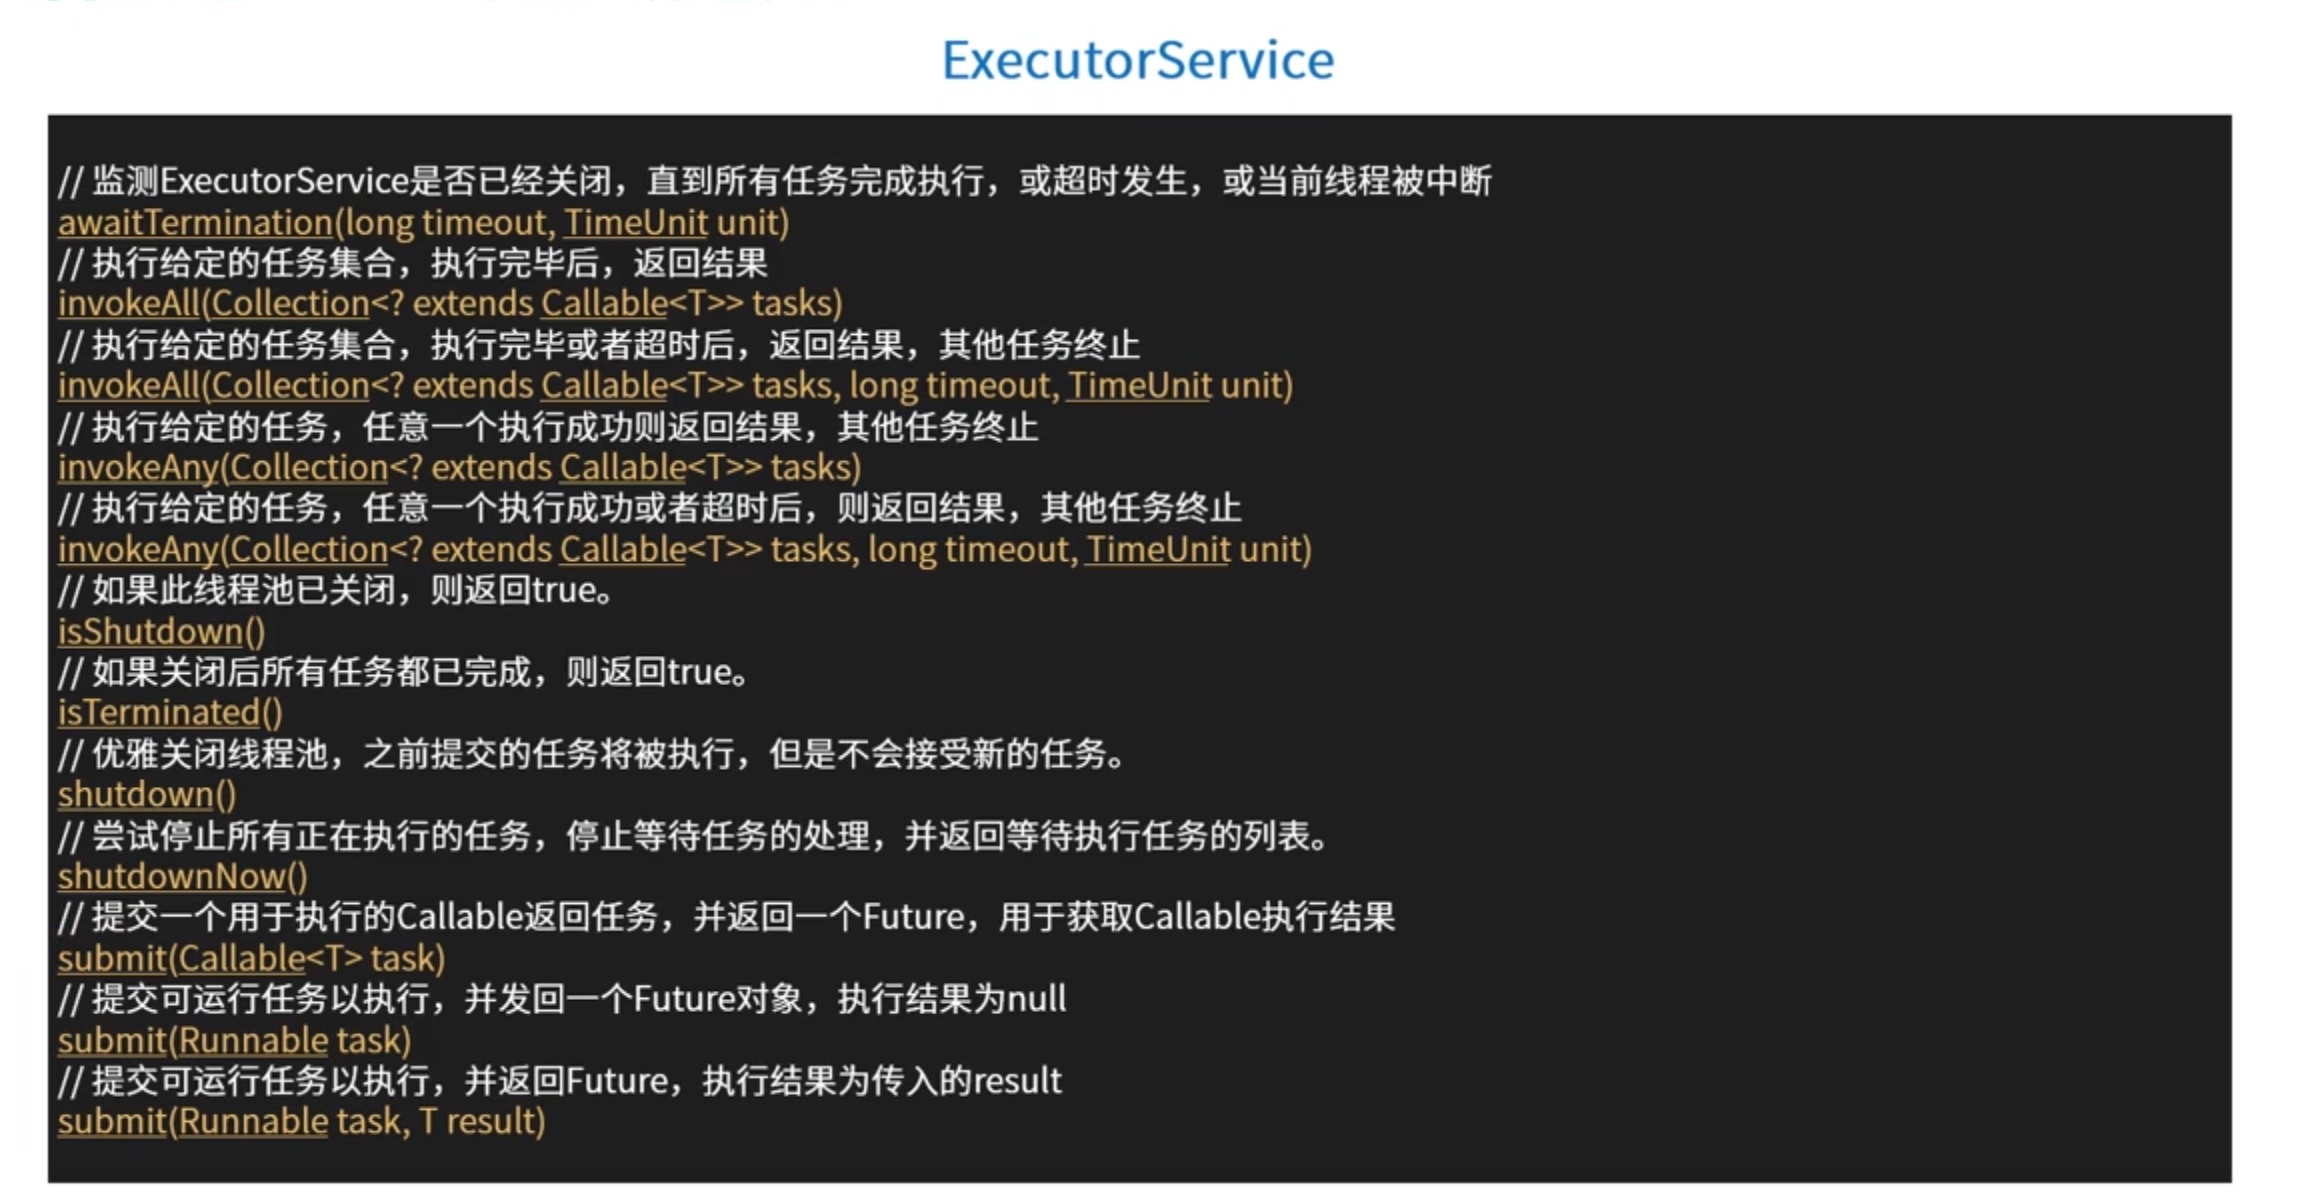 ExecutorService
// 监测ExecutorService是否已经关闭，直到所有任务完成执行，或超时发生，或当前线程被中断
awaitTermination(long timeout, TimeUnit unit)
// 执行给定的任务集合，执行完毕后，返回结果
invokeAll(Collection<? extends Callable<T>> tasks)
// 执行给定的任务集合，执行完毕或者超时后，返回结果，其他任务终止
invokeAll(Collection<? extends Callable<T>> tasks, long timeout, TimeUnit unit)
// 执行给定的任务，任意一个执行成功则返回结果，其他任务终止
invokeAny(Collection<? extends Callable<T>> tasks)
// 执行给定的任务，任意一个执行成功或者超时后，则返回结果，其他任务终止
invokeAny(Collection<? extends Callable<T>> tasks, long timeout, TimeUnit unit)
// 如果此线程池已关闭，则返回true。
isShutdown()
// 如果关闭后所有任务都已完成，则返回true。
isTerminated()
// 优雅关闭线程池，之前提交的任务将被执行，但是不会接受新的任务。
shutdown()
// 尝试停止所有正在执行的任务，停止等待任务的处理，并返回等待执行任务的列表。
shutdownNow()
// 提交一个用于执行的Callable返回任务，并返回一个Future，用于获取Callable执行结果
submit(Callable<T> task)
// 提交可运行任务以执行，并发回一个Future对象，执行结果为null
submit(Runnable task)
// 提交可运行任务以执行，并返回Future，执行结果为传入的result
submit(Runnable task, T result)